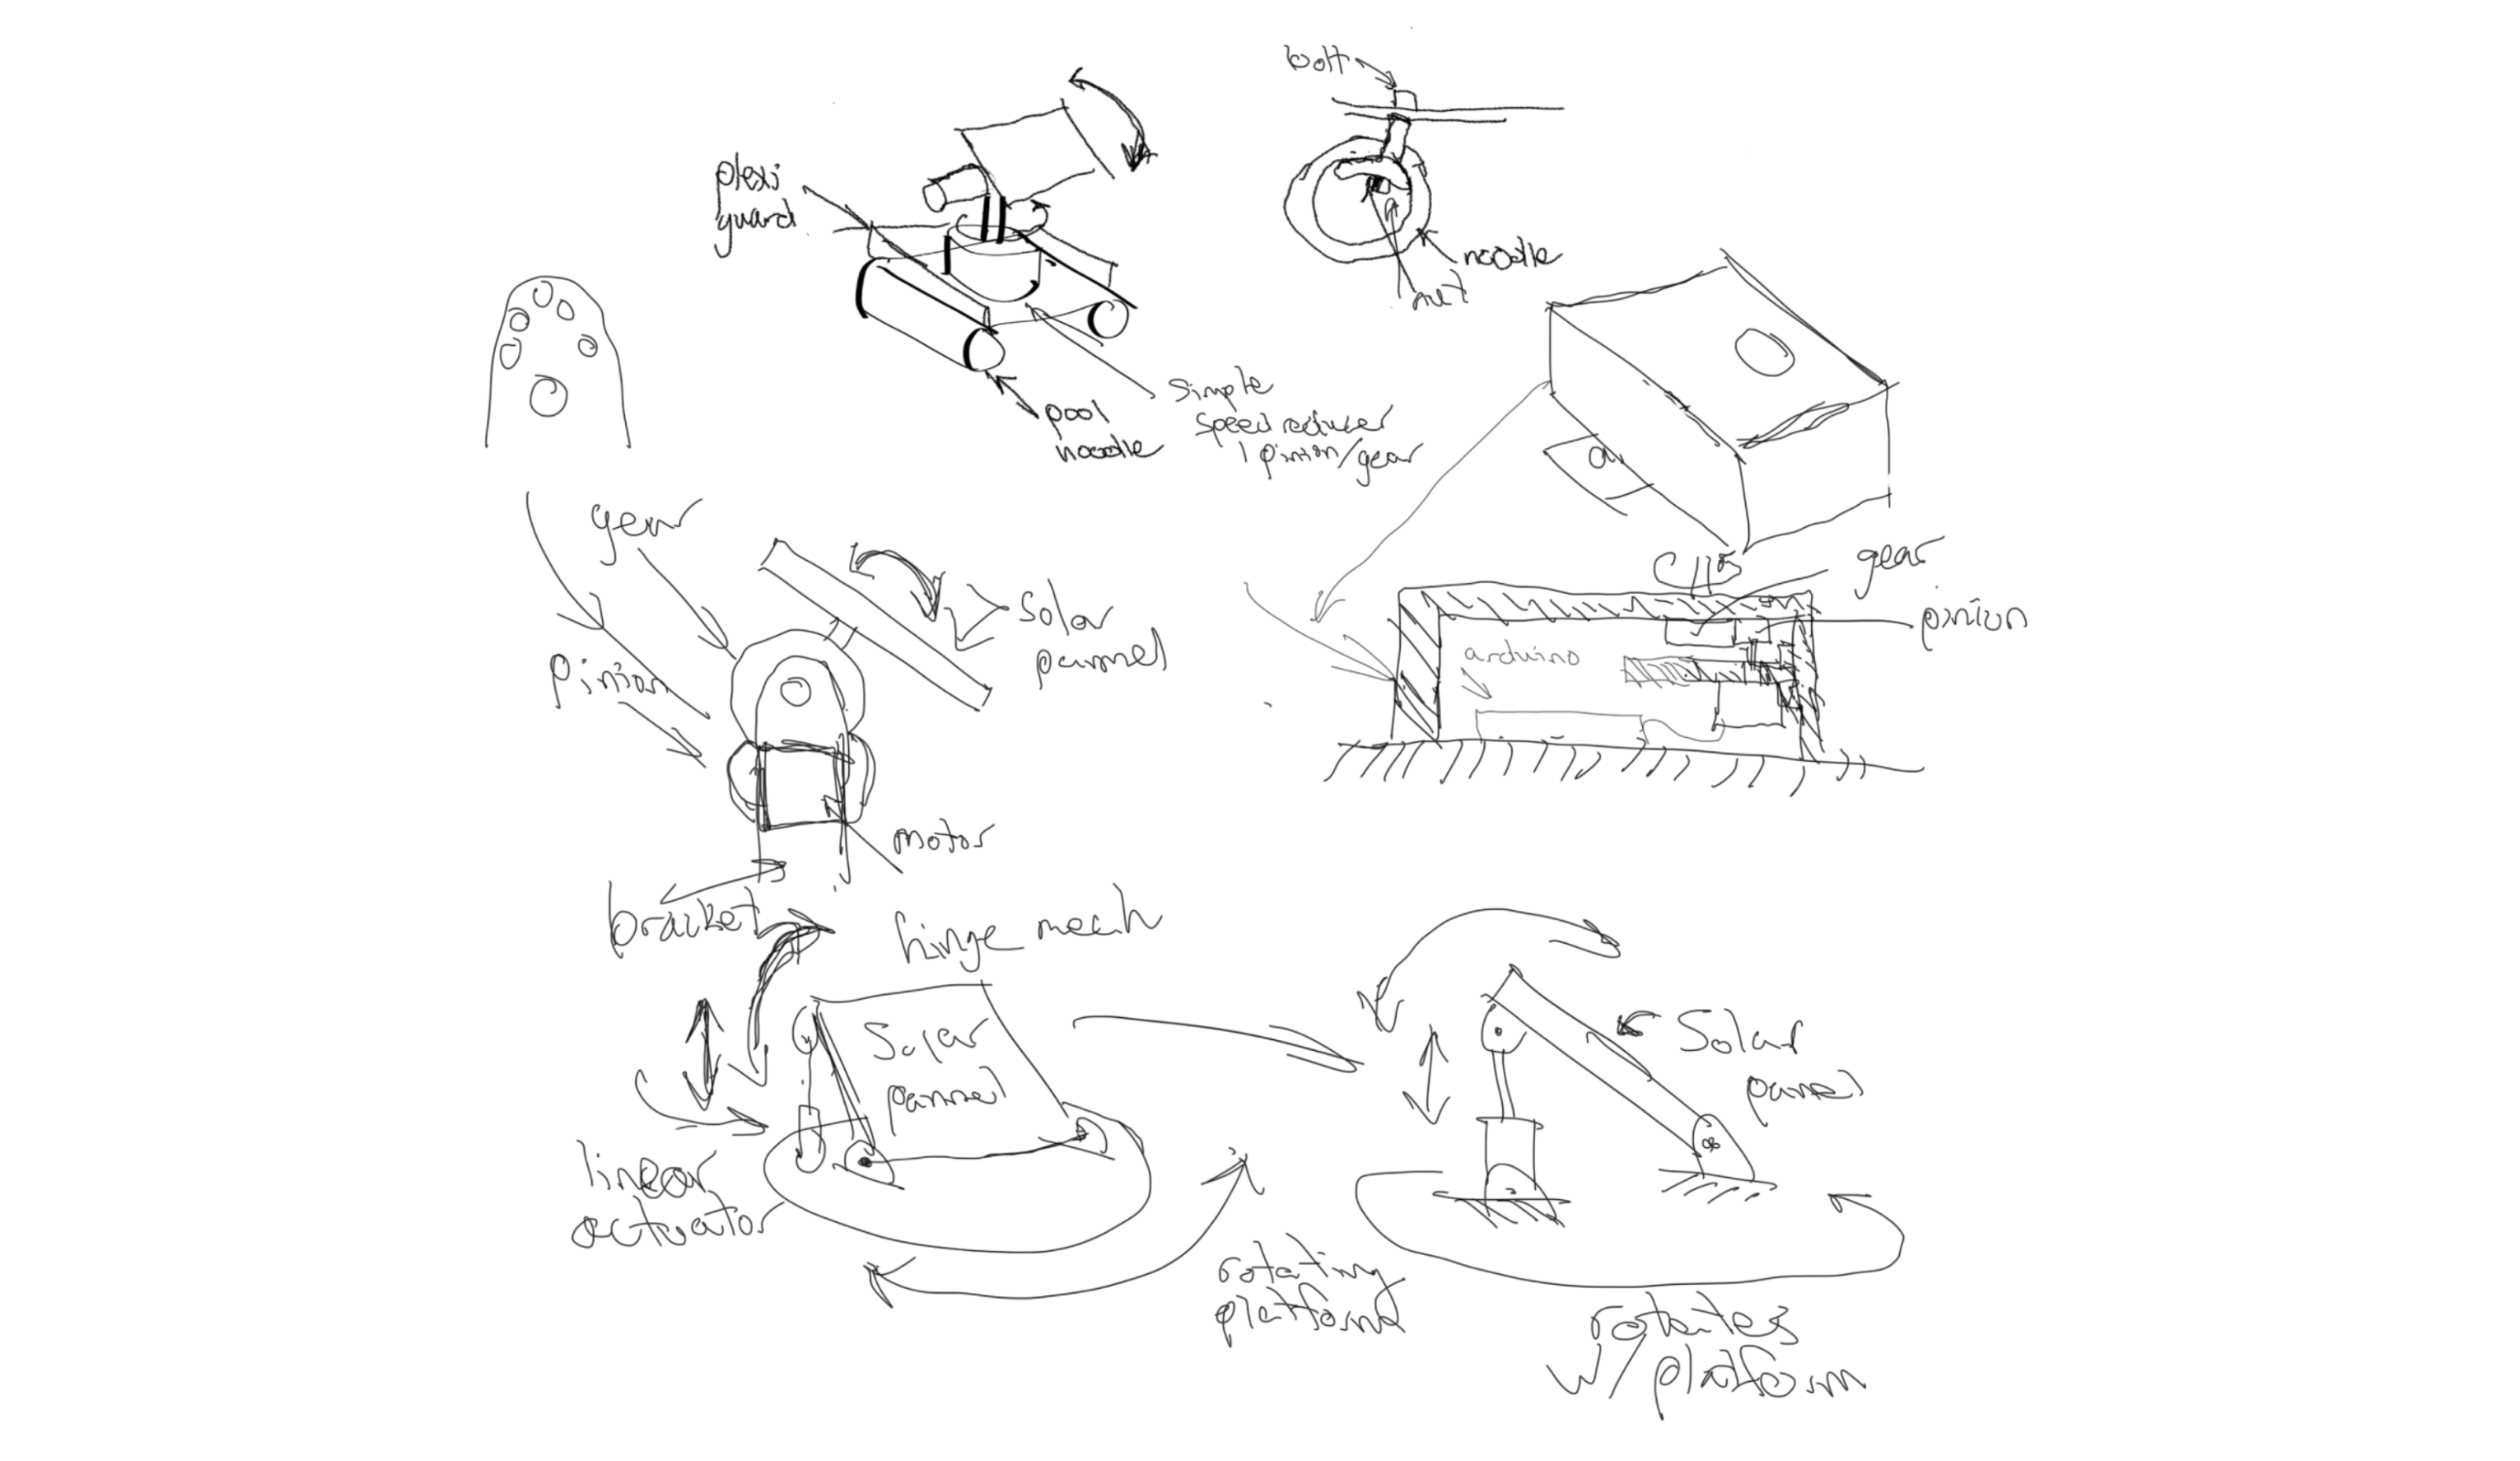 bolt
plexi
guard
noodle
nut
pool
noodle
simple
speed reducer
1 pinion/gear
gear
gear
pinion
solar
pannel
pinion
arduino
motor
bracket
hinge mech
Solar
pannel
Solar
panel
linear
actuator
rotating
platform
rotates
w/platform